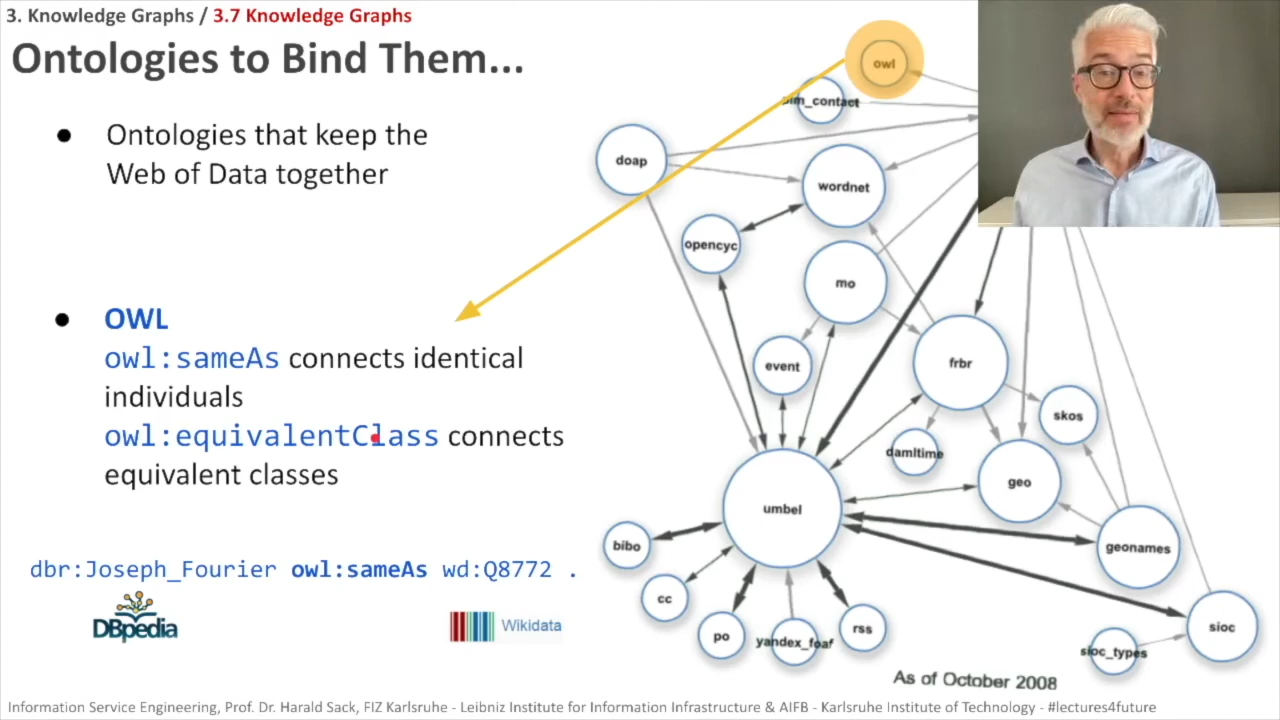 3. Knowledge Graphs / 3.7 Knowledge Graphs
Ontologies to Bind Them...
● Ontologies that keep the
Web of Data together
● OWL
owl:sameAs connects identical
individuals
owl:equivalentClass connects
equivalent classes
dbr:Joseph_Fourier owl:sameAs wd:Q8772 .
DBpedia
Wikidata
owl
doap
wordnet
opencyc
mo
event
frbr
skos
damltime
geo
umbel
geonames
bibo
cc
po
yandex_foaf
rss
sioc
sioc_types
As of October 2008
Information Service Engineering, Prof. Dr. Harald Sack, FIZ Karlsruhe - Leibniz Institute for Information Infrastructure & AIFB - Karlsruhe Institute of Technology - #lectures4future